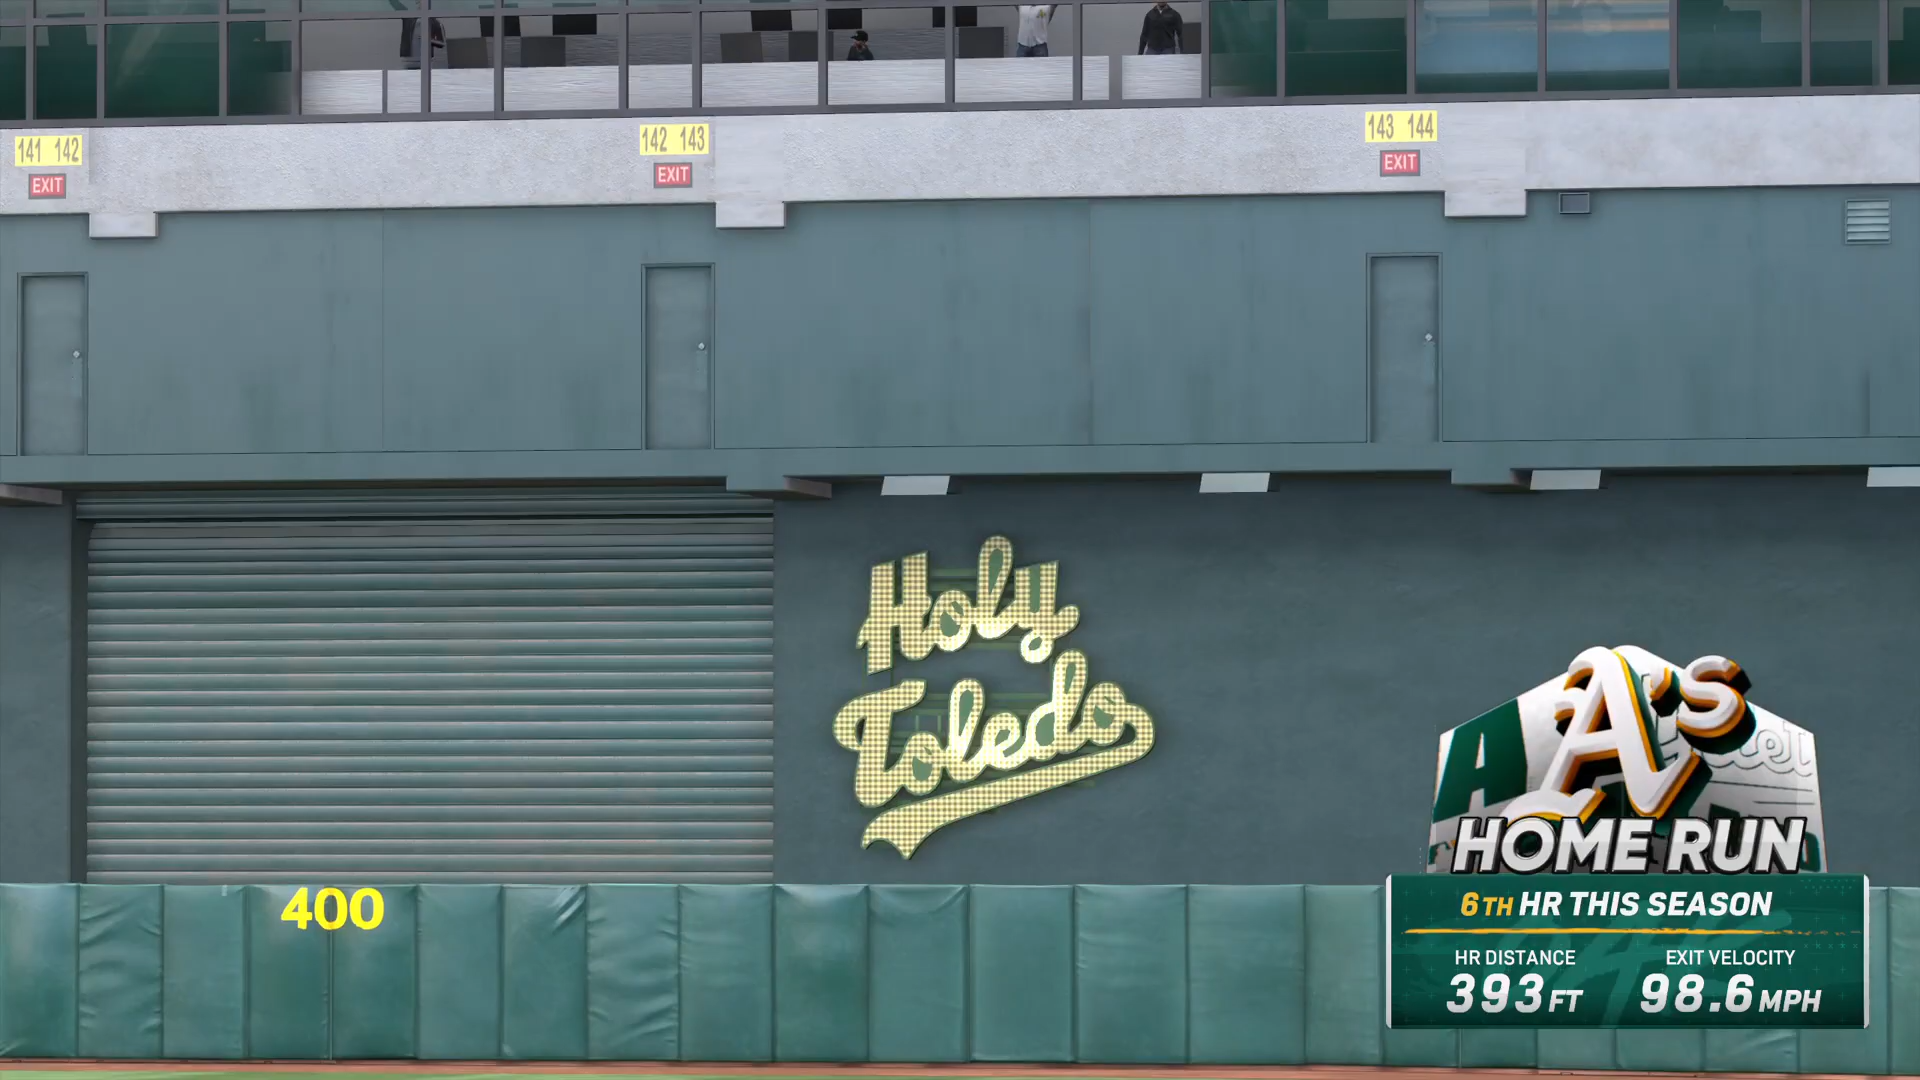 141 142
EXIT
142 143
EXIT
143 144
EXIT
Holy
Toledo
400
A's
HOME RUN
6TH HR THIS SEASON
HR DISTANCE
393 FT
EXIT VELOCITY
98.6 MPH